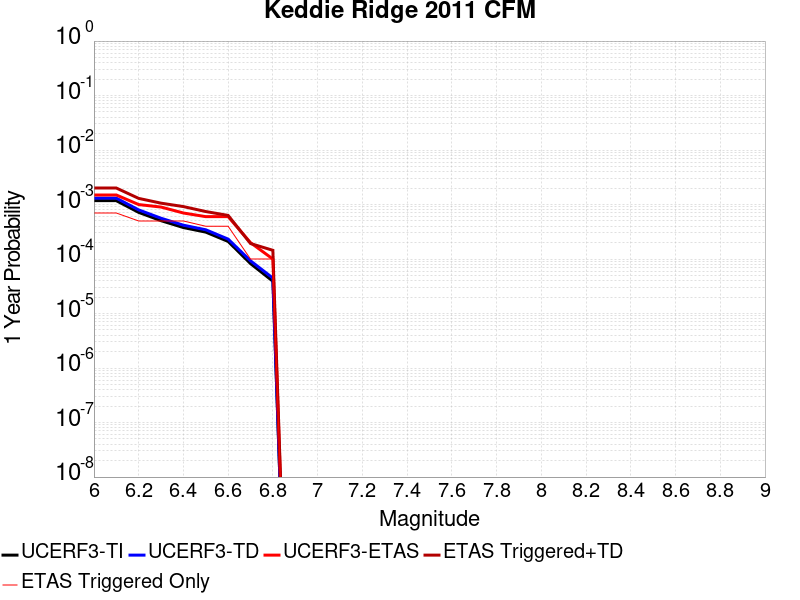 Keddie Ridge 2011 CFM
10^0
10^-1
10^-2
10^-3
10^-4
10^-5
10^-6
10^-7
10^-8
1 Year Probability
6 6.2 6.4 6.6 6.8 7 7.2 7.4 7.6 7.8 8 8.2 8.4 8.6 8.8 9
Magnitude
UCERF3-TI UCERF3-TD UCERF3-ETAS ETAS Triggered+TD
ETAS Triggered Only